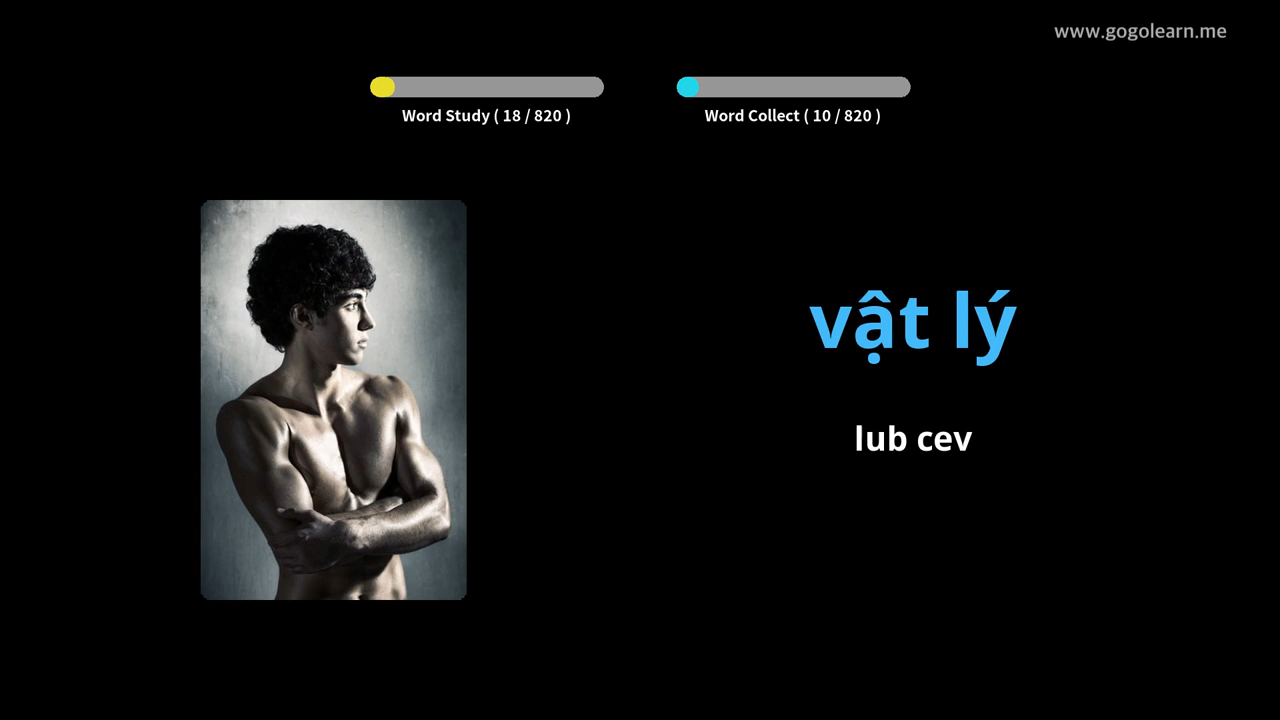 www.gogolearn.me
Word Study ( 18 / 820 )
Word Collect ( 10 / 820 )
vật lý
lub cev